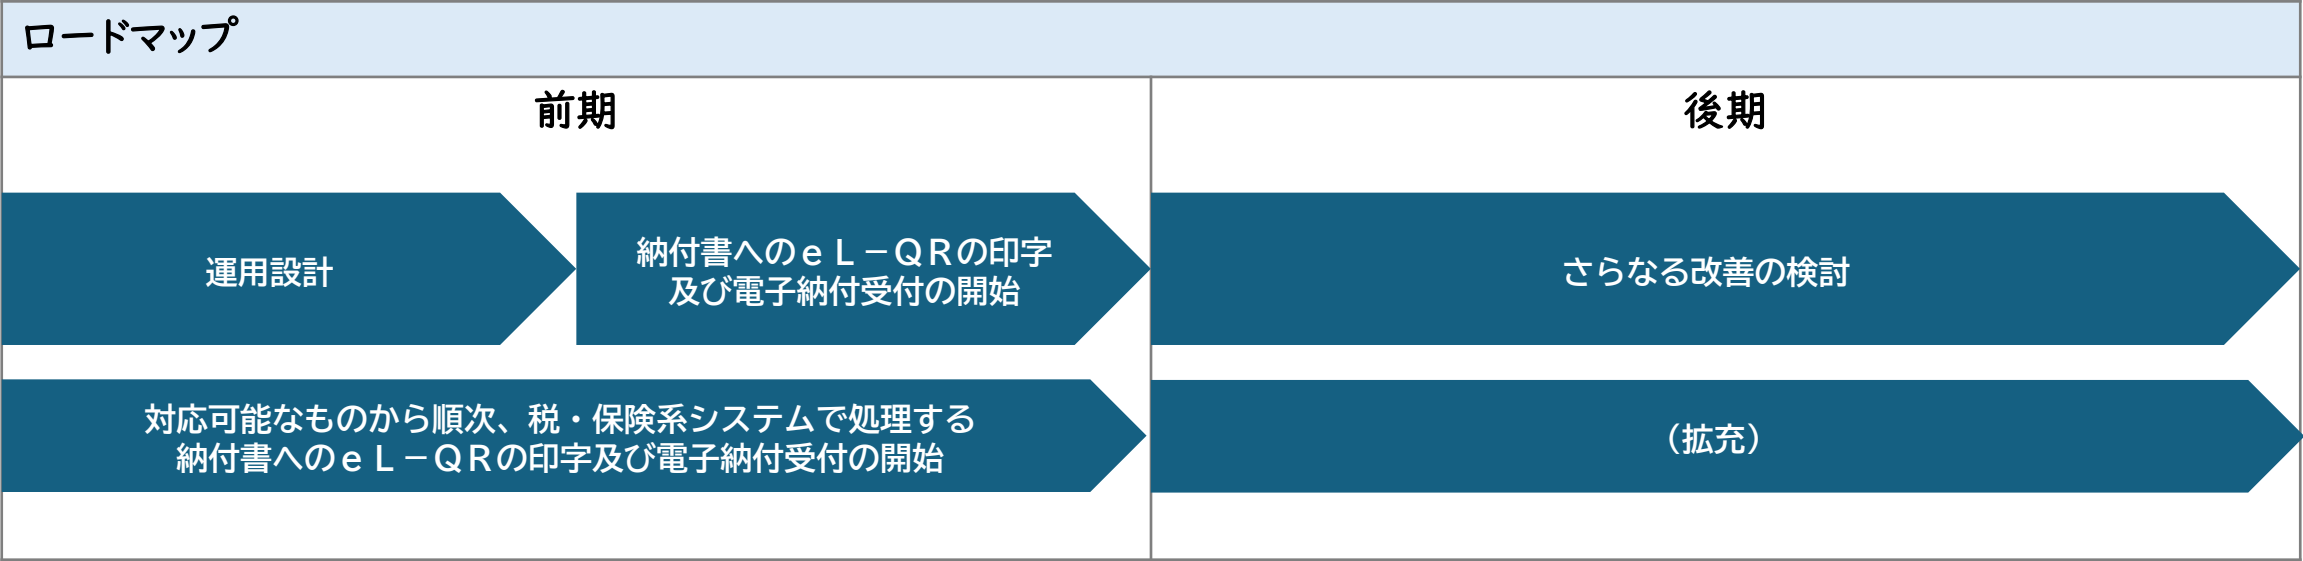 ロードマップ
前期
後期
運用設計
納付書へのｅＬ－ＱＲの印字
及び電子納付受付の開始
さらなる改善の検討
対応可能なものから順次、税・保険系システムで処理する
納付書へのｅＬ－ＱＲの印字及び電子納付受付の開始
（拡充）